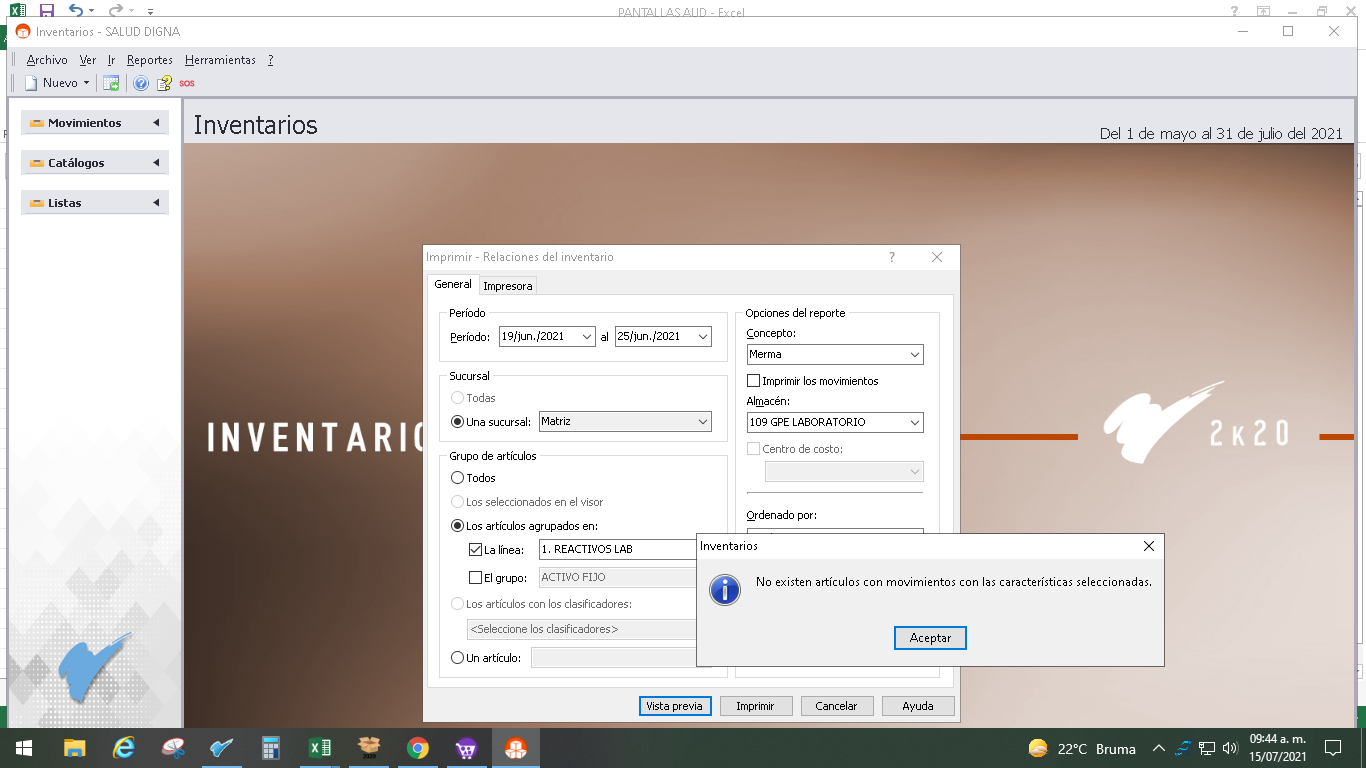 PANTALLAS AUD - Excel
Inventarios - SALUD DIGNA
Archivo Ver Ir Reportes Herramientas ?
Nuevo SOS
Movimientos
Catálogos
Listas
Inventarios
Del 1 de mayo al 31 de julio del 2021
INVENTARIO
2K20
Imprimir - Relaciones del inventario
General Impresora
Período
Período: 19/jun./2021 al 25/jun./2021
Sucursal
Todas
Una sucursal: Matriz
Grupo de artículos
Todos
Los seleccionados en el visor
Los artículos agrupados en:
La línea: 1. REACTIVOS LAB
El grupo: ACTIVO FIJO
Los artículos con los clasificadores:
<Seleccione los clasificadores>
Un artículo:
Opciones del reporte
Concepto:
Merma
Imprimir los movimientos
Almacén:
109 GPE LABORATORIO
Centro de costo:
Ordenado por:
Inventarios
No existen artículos con movimientos con las características seleccionadas.
Aceptar
Vista previa Imprimir Cancelar Ayuda
22°C Bruma
09:44 a. m.
15/07/2021